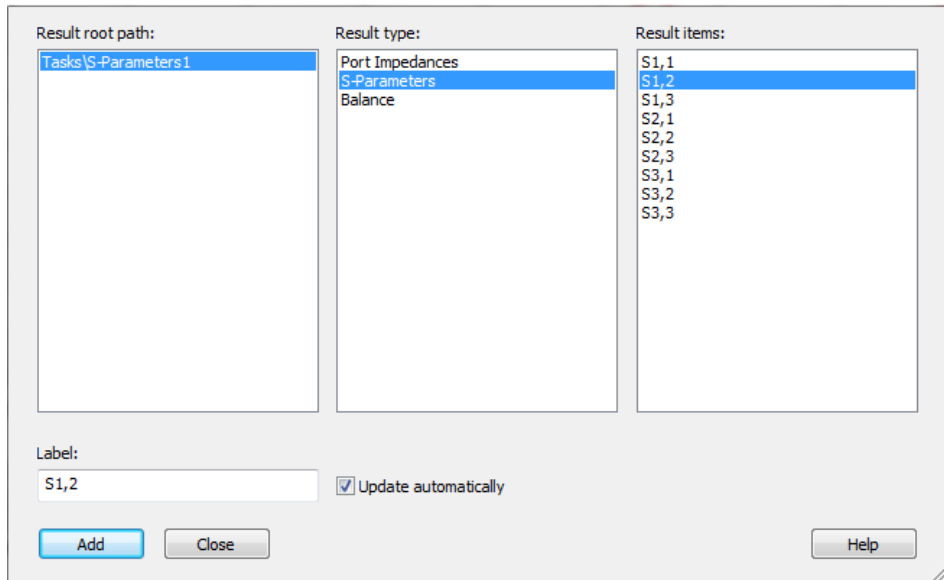 Result root path:
Tasks\S-Parameters1
Result type:
Port Impedances
S-Parameters
Balance
Result items:
S1,1
S1,2
S1,3
S2,1
S2,2
S2,3
S3,1
S3,2
S3,3
Label:
S1,2
Update automatically
Add
Close
Help